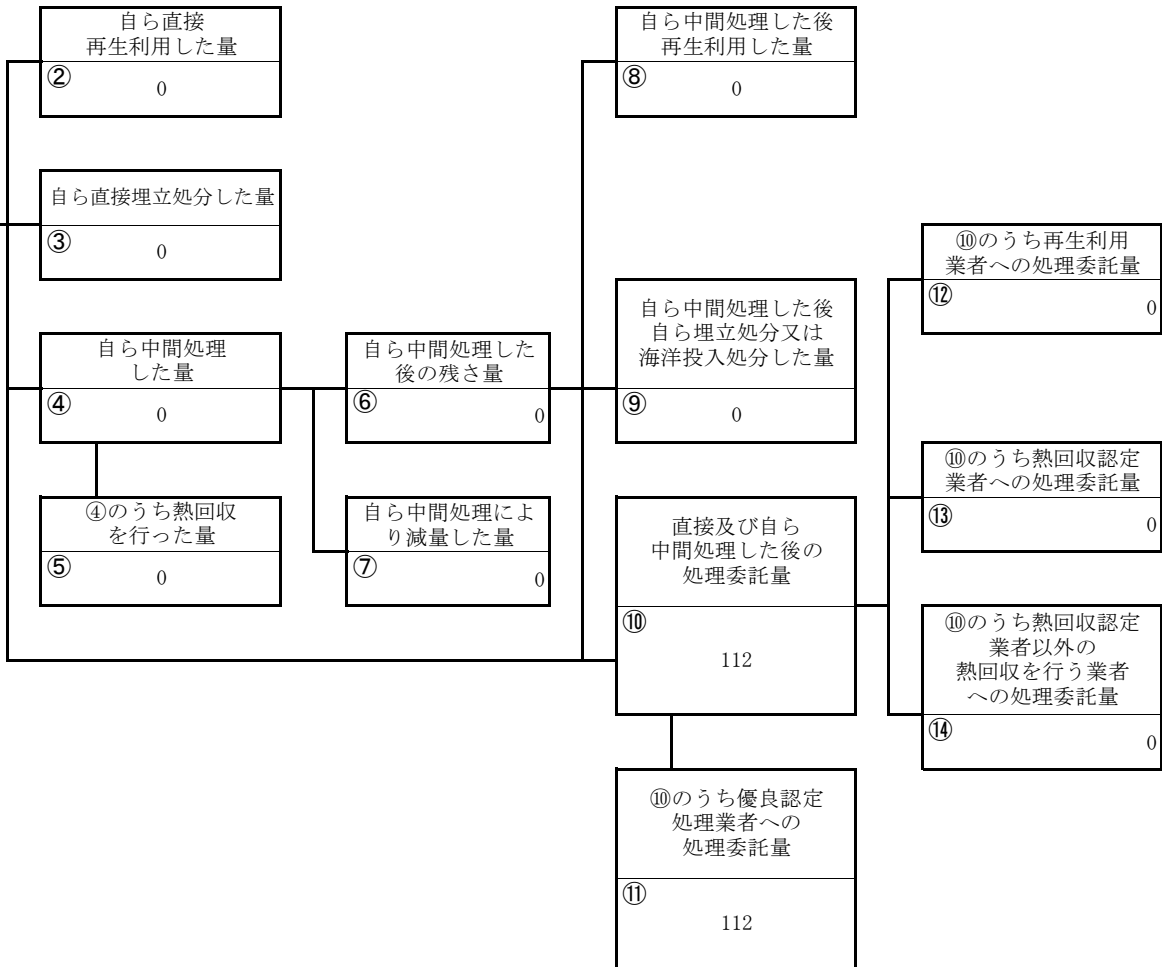 自ら直接
再生利用した量
②
0
自ら直接埋立処分した量
③
0
自ら中間処理
した量
④
0
④のうち熱回収
を行った量
⑤
0
自ら中間処理した
後の残さ量
⑥
0
自ら中間処理によ
り減量した量
⑦
0
自ら中間処理した後
再生利用した量
⑧
0
自ら中間処理した後
自ら埋立処分又は
海洋投入処分した量
⑨
0
直接及び自ら
中間処理した後の
処理委託量
⑩
112
⑩のうち優良認定
処理業者への
処理委託量
⑪
112
⑩のうち再生利用
業者への処理委託量
⑫
0
⑩のうち熱回収認定
業者への処理委託量
⑬
0
⑩のうち熱回収認定
業者以外の
熱回収を行う業者
への処理委託量
⑭
0